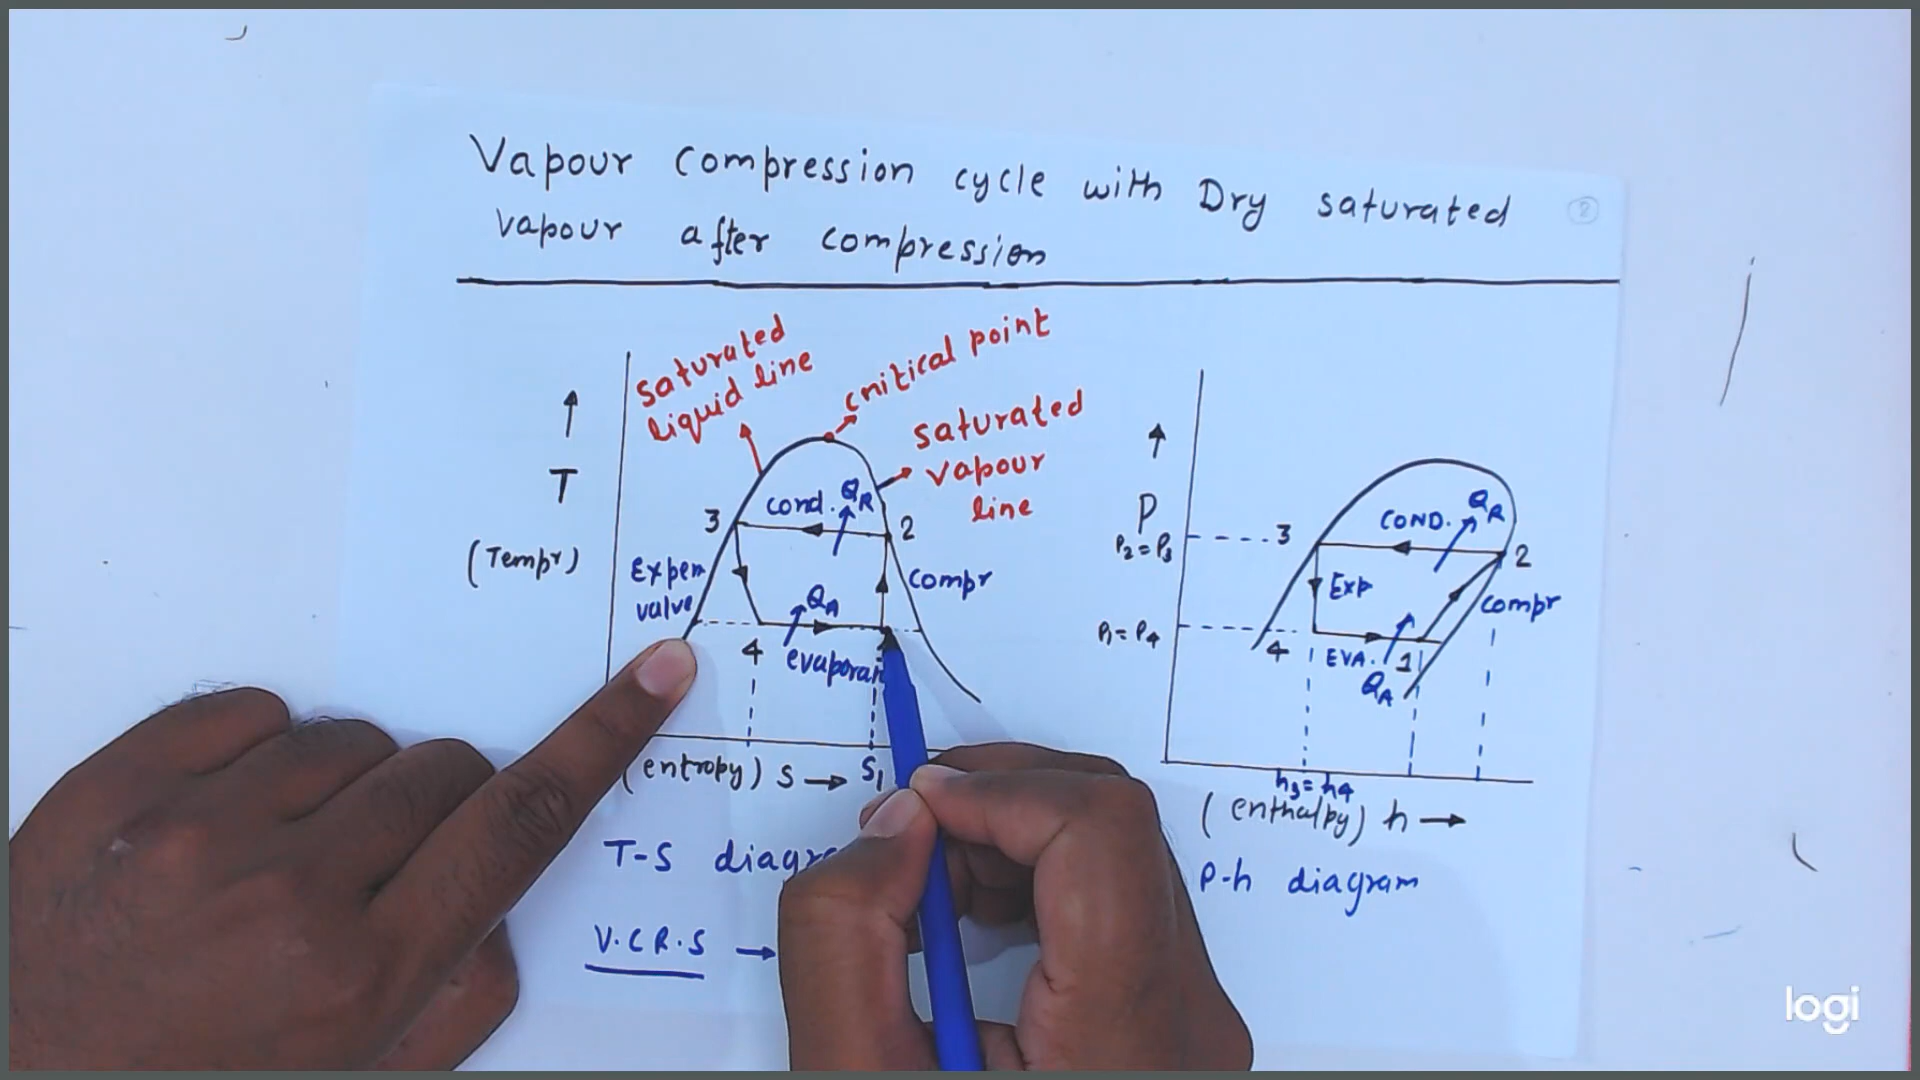 Vapour compression cycle with Dry saturated
vapour after compression
2
saturated
liquid line
critical point
saturated
vapour
line
T
(Tempr)
3
Cond.
QR
2
Expen
valve
QA
compr
4
(entropy) S → S1
T-S
V.C.R.S →
P
P2 = P3
3
COND.
QR
2
Exp
compr
P1 = P4
4
EVA.
1
QA
h3 = h4
(enthalpy) h →
P-h diagram
logi